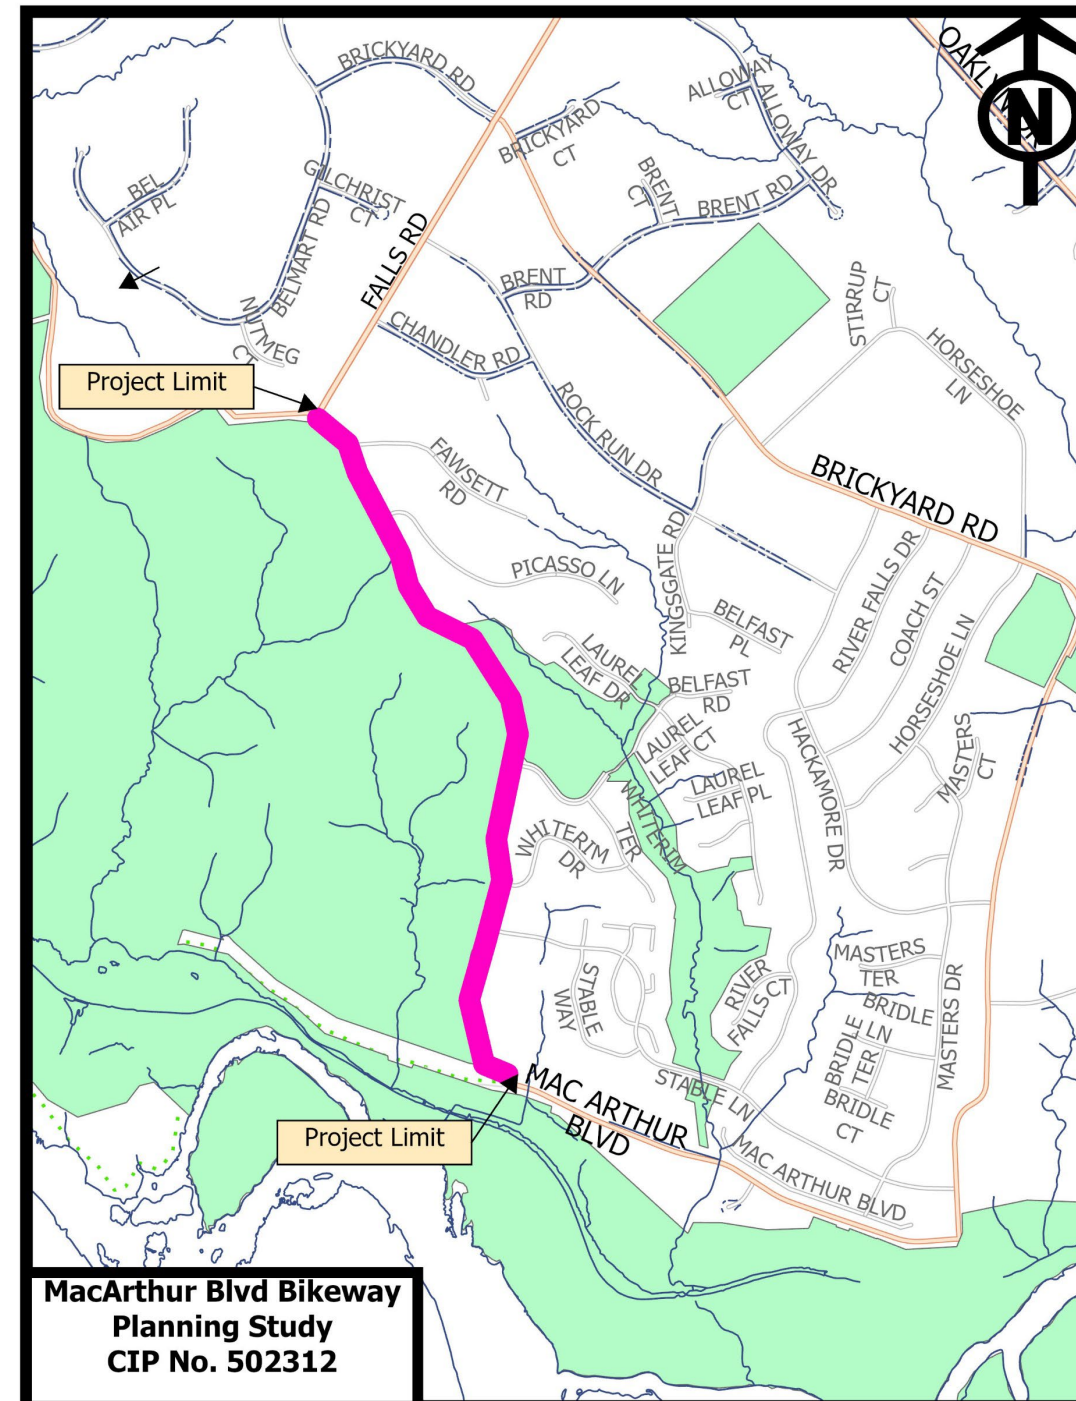 BRICKYARD RD
OAKLYN DR
N
ALLOWAY
CT
ALLOWAY DR
BRICKYARD
CT
BEL
AIR PL
GILCHRIST
CT
BRENT
CT
BRENT RD
BELMART RD
FALLS RD
BRENT
RD
STIRRUP
CT
NUTMEG
CT
CHANDLER RD
HORSESHOE
LN
Project Limit
ROCK RUN DR
FAWSETT
RD
BRICKYARD RD
KINGSGATE RD
PICASSO LN
RIVER FALLS DR
COACH ST
BELFAST
PL
HORSESHOE LN
LAUREL
LEAF DR
BELFAST
RD
LAUREL
LEAF CT
HACKAMORE DR
MASTERS
CT
LAUREL
LEAF PL
WHITERIM
TER
WHITERIM
DR
MASTERS
TER
STABLE
WAY
RIVER
FALLS CT
BRIDLE
LN
BRIDLE
TER
MASTERS DR
BRIDLE
CT
MAC ARTHUR
BLVD
STABLE LN
Project Limit
MAC ARTHUR BLVD
MacArthur Blvd Bikeway
Planning Study
CIP No. 502312